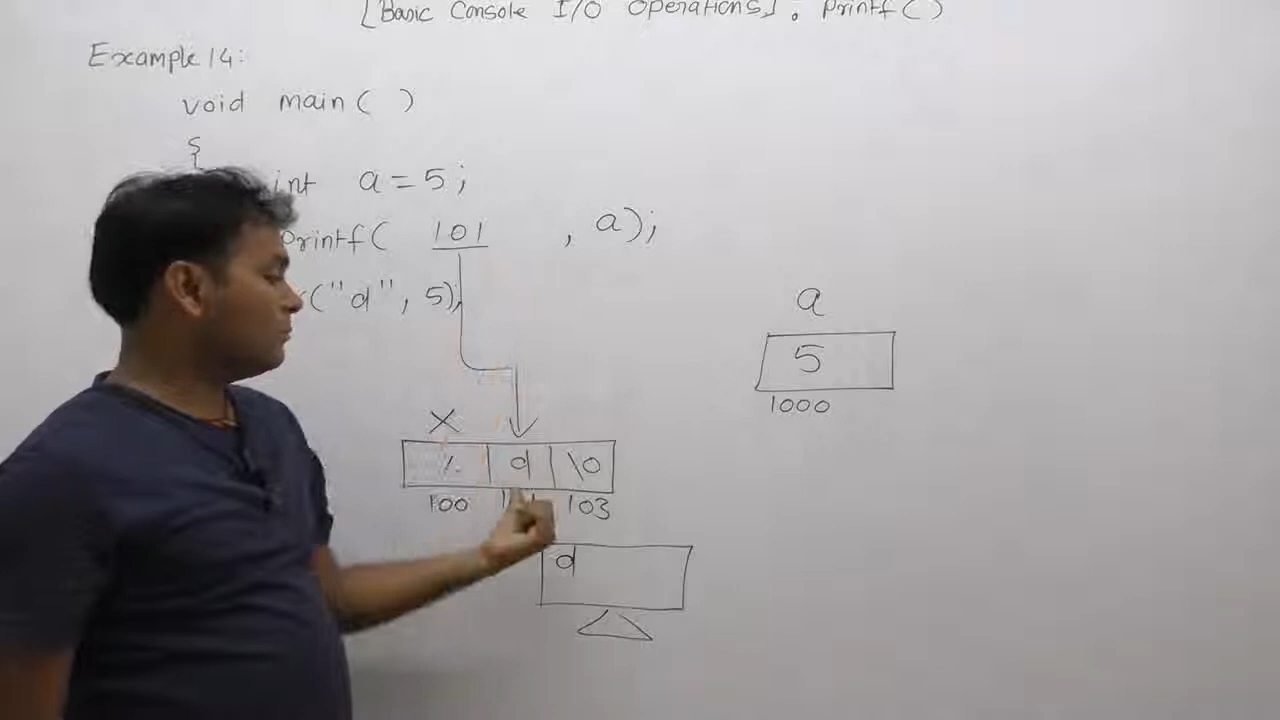 [Basic Console I/O Operations]. Printf( )
Example 14:
void main( )
{
int a = 5;
Printf( 101 , a);
("d", 5);
a
5
1000
X
% d \0
100 103
d